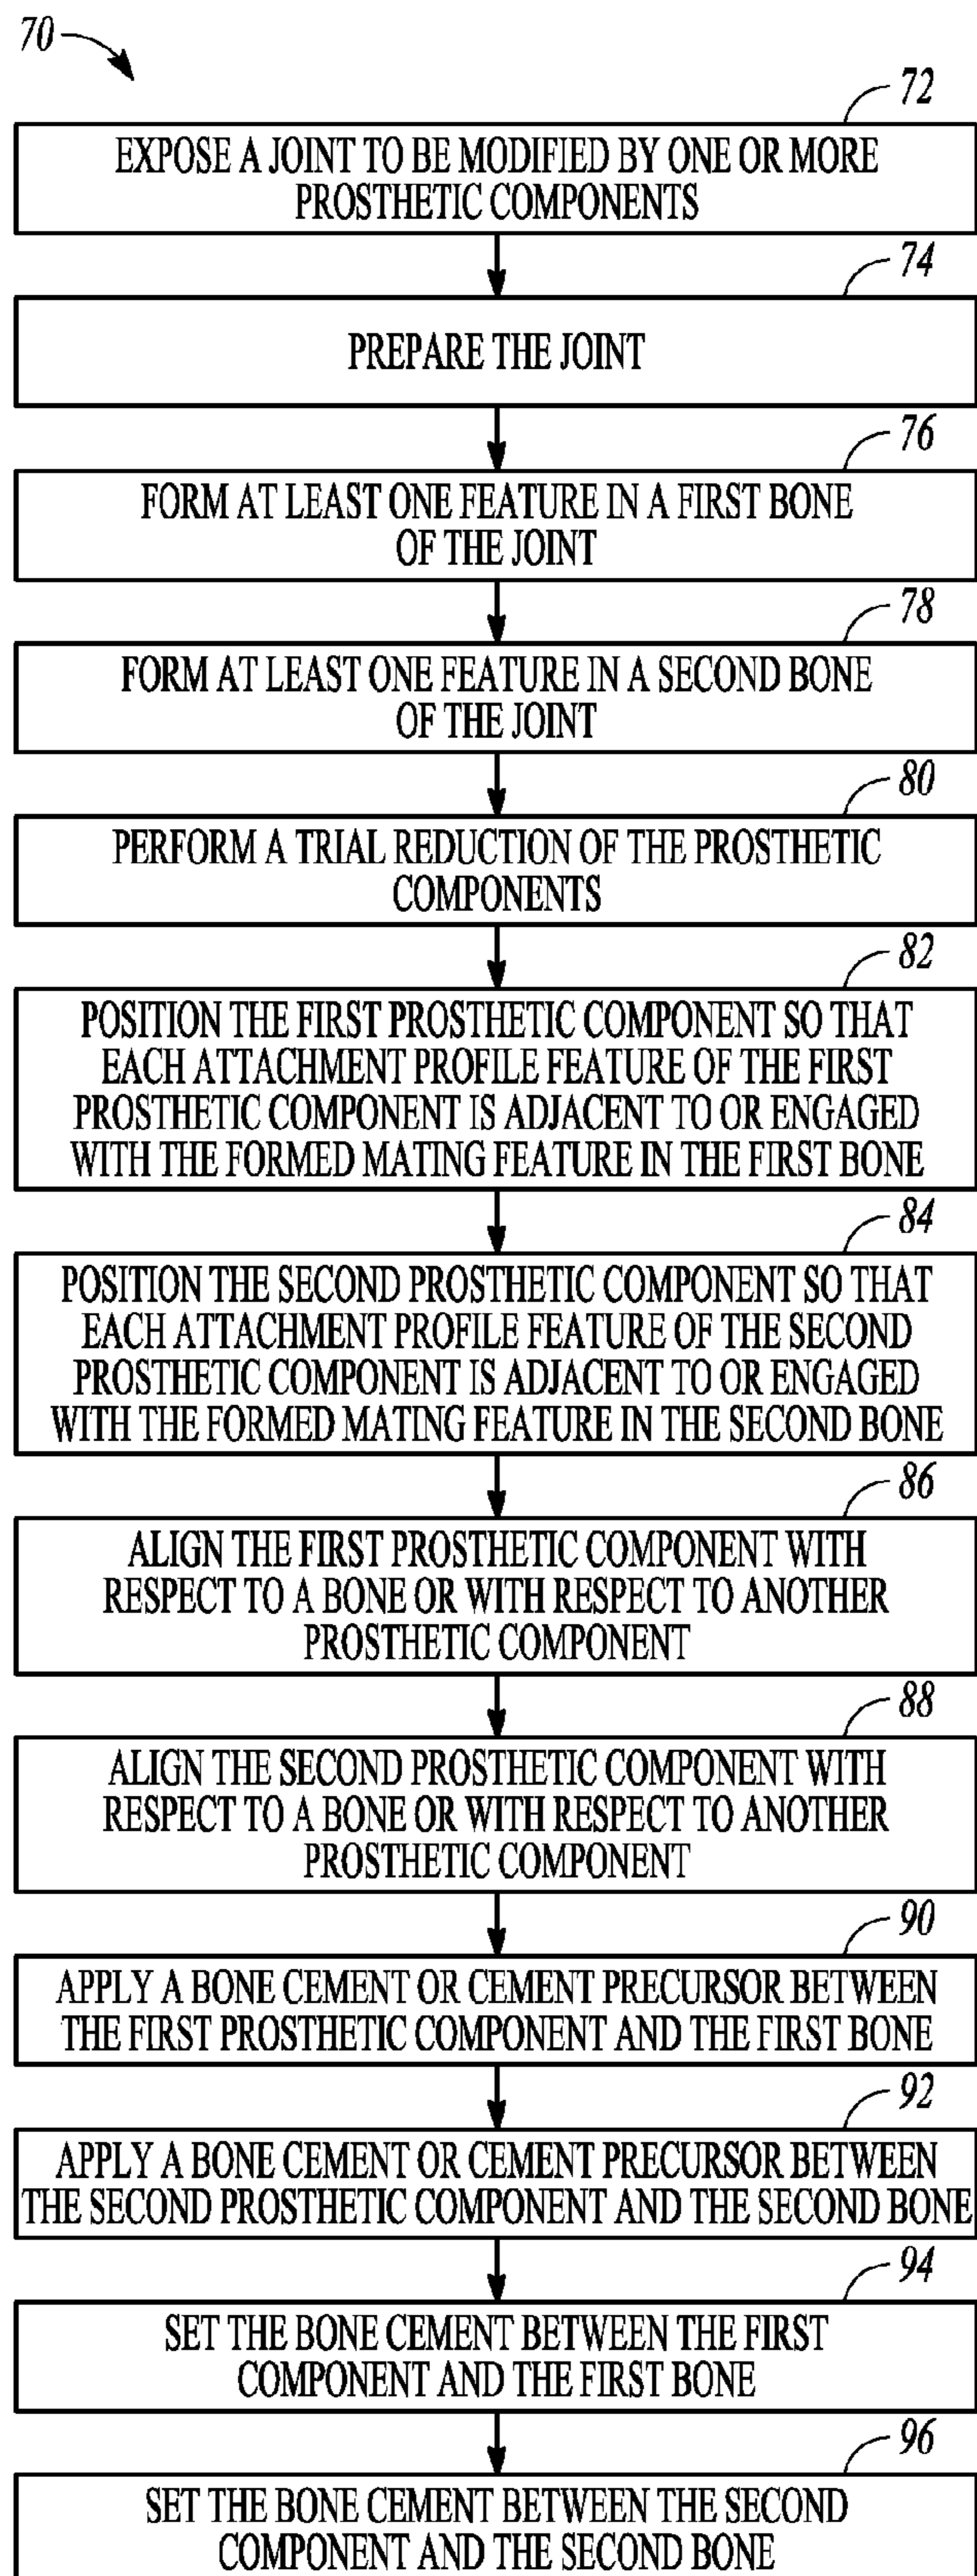 70
72
EXPOSE A JOINT TO BE MODIFIED BY ONE OR MORE
PROSTHETIC COMPONENTS
74
PREPARE THE JOINT
76
FORM AT LEAST ONE FEATURE IN A FIRST BONE
OF THE JOINT
78
FORM AT LEAST ONE FEATURE IN A SECOND BONE
OF THE JOINT
80
PERFORM A TRIAL REDUCTION OF THE PROSTHETIC
COMPONENTS
82
POSITION THE FIRST PROSTHETIC COMPONENT SO THAT
EACH ATTACHMENT PROFILE FEATURE OF THE FIRST
PROSTHETIC COMPONENT IS ADJACENT TO OR ENGAGED
WITH THE FORMED MATING FEATURE IN THE FIRST BONE
84
POSITION THE SECOND PROSTHETIC COMPONENT SO THAT
EACH ATTACHMENT PROFILE FEATURE OF THE SECOND
PROSTHETIC COMPONENT IS ADJACENT TO OR ENGAGED
WITH THE FORMED MATING FEATURE IN THE SECOND BONE
86
ALIGN THE FIRST PROSTHETIC COMPONENT WITH
RESPECT TO A BONE OR WITH RESPECT TO ANOTHER
PROSTHETIC COMPONENT
88
ALIGN THE SECOND PROSTHETIC COMPONENT WITH
RESPECT TO A BONE OR WITH RESPECT TO ANOTHER
PROSTHETIC COMPONENT
90
APPLY A BONE CEMENT OR CEMENT PRECURSOR BETWEEN
THE FIRST PROSTHETIC COMPONENT AND THE FIRST BONE
92
APPLY A BONE CEMENT OR CEMENT PRECURSOR BETWEEN
THE SECOND PROSTHETIC COMPONENT AND THE SECOND BONE
94
SET THE BONE CEMENT BETWEEN THE FIRST
COMPONENT AND THE FIRST BONE
96
SET THE BONE CEMENT BETWEEN THE SECOND
COMPONENT AND THE SECOND BONE